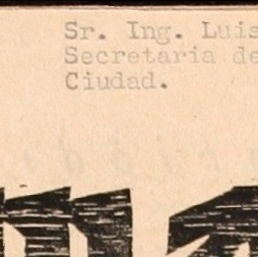 Sr. Ing. Luis
Secretaria de
Ciudad.